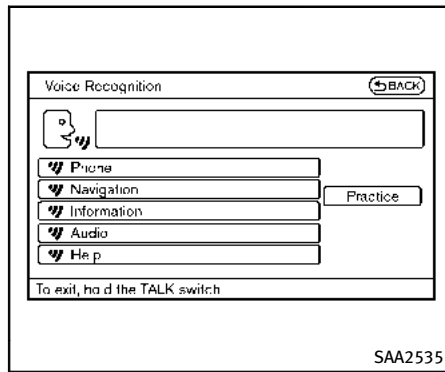 Voice Recognition
BACK
Phone
Navigation
Practice
Information
Audio
Help
To exit, hold the TALK switch
SAA2535